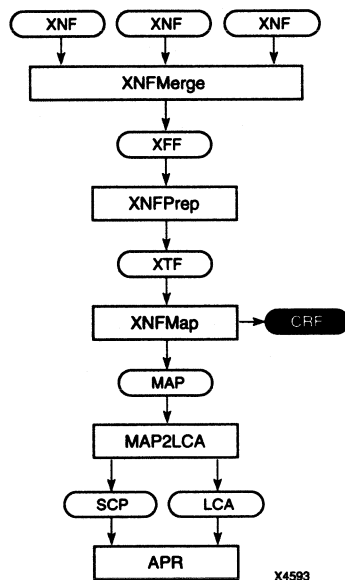 XNF XNF XNF
XNFMerge
XFF
XNFPrep
XTF
XNFMap CRF
MAP
MAP2LCA
SCP LCA
APR
X4593